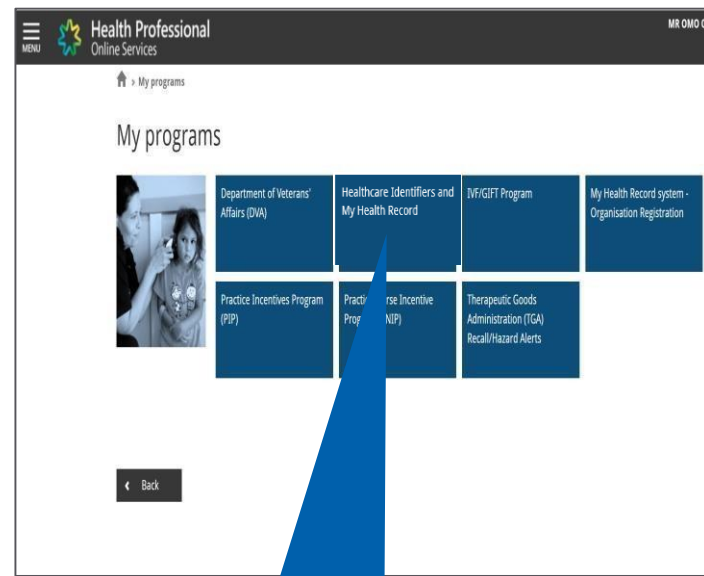 MENU
Health Professional
Online Services
MR OMO
> My programs
My programs
Department of Veterans'
Affairs (DVA)
Healthcare Identifiers and
My Health Record
IVF/GIFT Program
My Health Record system -
Organisation Registration
Practice Incentives Program
(PIP)
Incentive
NIP)
Therapeutic Goods
Administration (TGA)
Recall/Hazard Alerts
Back